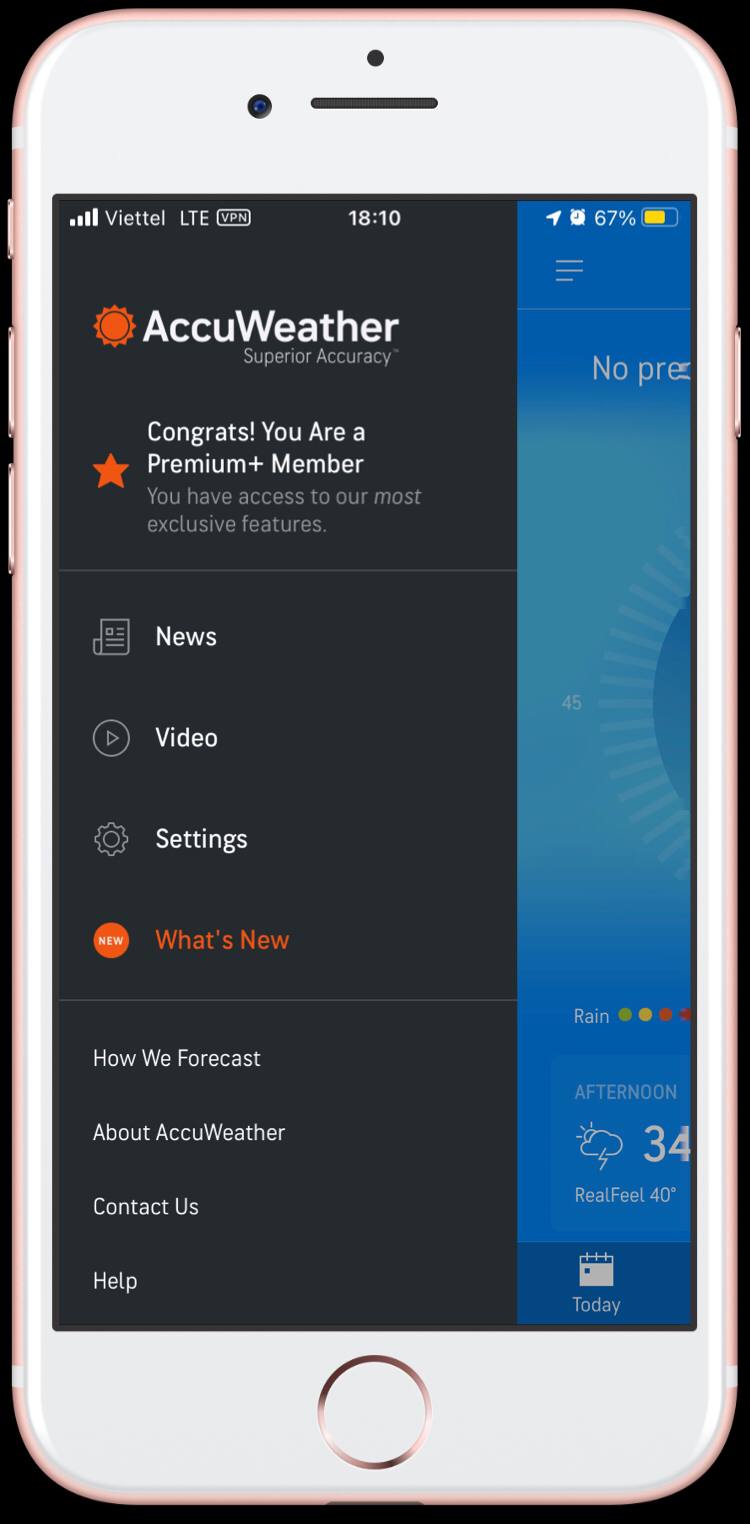 Viettel LTE VPN 18:10 67%
AccuWeather
Superior Accuracy™
Congrats! You Are a
Premium+ Member
You have access to our most
exclusive features.
News
Video
Settings
NEW What's New
How We Forecast
About AccuWeather
Contact Us
Help
No pre
45
Rain
AFTERNOON
34
RealFeel 40°
Today